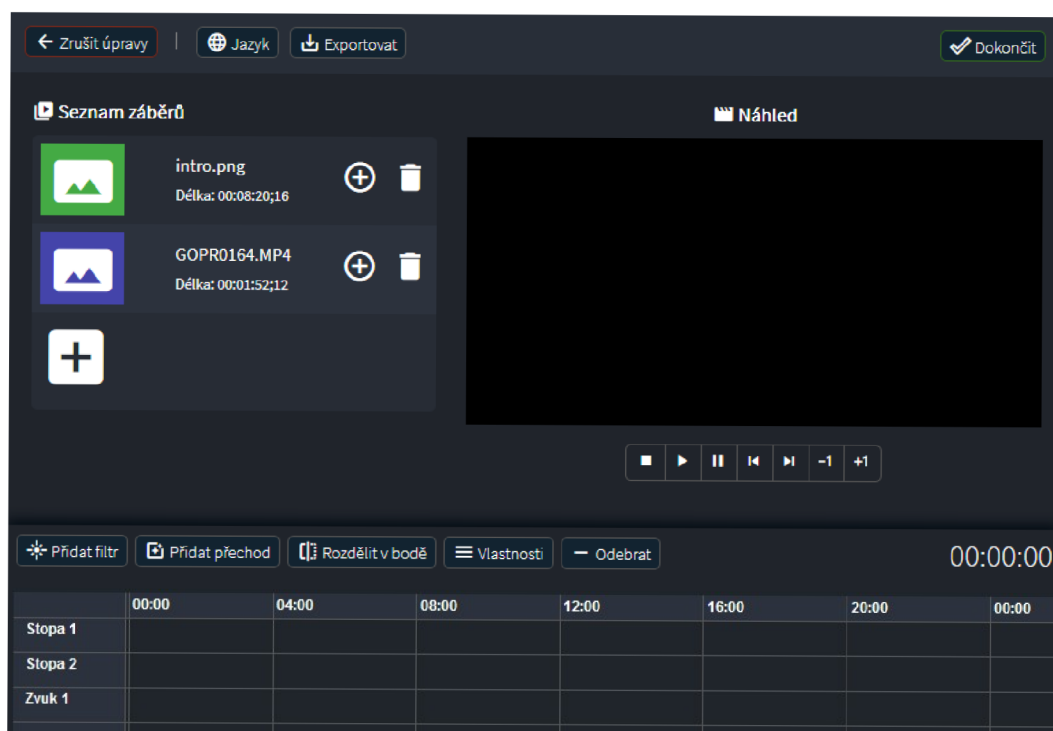 Zrušit úpravy | Jazyk Exportovat Dokončit
Seznam záběrů
Náhled
intro.png
Délka: 00:08:20;16
GOPR0164.MP4
Délka: 00:01:52;12
-1 +1
Přidat filtr Přidat přechod Rozdělit v bodě Vlastnosti Odebrat 00:00:00
00:00 04:00 08:00 12:00 16:00 20:00 00:00
Stopa 1
Stopa 2
Zvuk 1